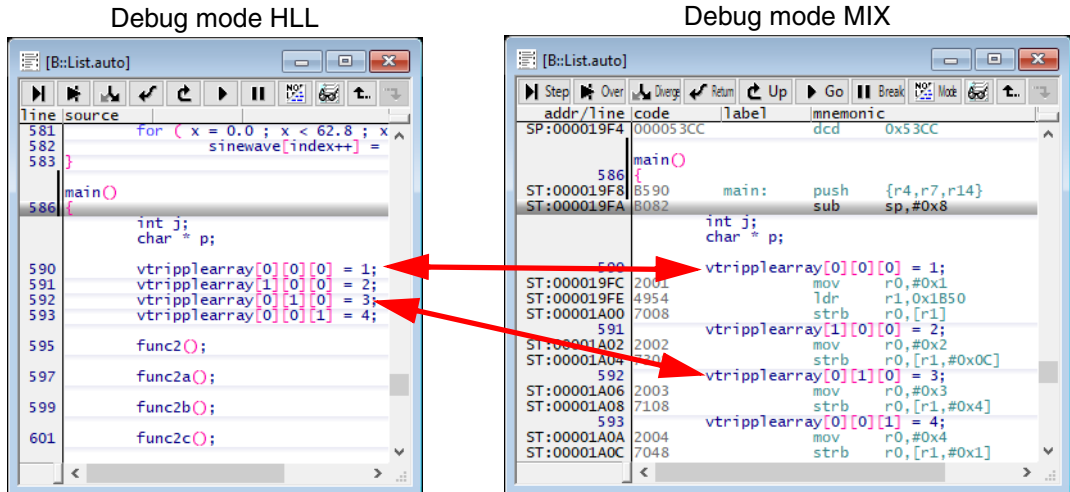 Debug mode HLL
[B::List.auto]
line source
581 for ( x = 0.0 ; x < 62.8 ; x
582 sinewave[index++] =
583 }
main()
586 {
int j;
char * p;
590 vtripplearray[0][0][0] = 1;
591 vtripplearray[1][0][0] = 2;
592 vtripplearray[0][1][0] = 3;
593 vtripplearray[0][0][1] = 4;
595 func2();
597 func2a();
599 func2b();
601 func2c();
Debug mode MIX
[B::List.auto]
Step Over Diverge Return Up Go Break Mode
addr/line code label mnemonic
SP:000019F4 000053CC dcd 0x53CC
main()
586 {
ST:000019F8 B590 main: push {r4,r7,r14}
ST:000019FA B082 sub sp,#0x8
int j;
char * p;
vtripplearray[0][0][0] = 1;
ST:000019FC 2001 mov r0,#0x1
ST:000019FE 4954 ldr r1,0x1B50
ST:00001A00 7008 strb r0,[r1]
591 vtripplearray[1][0][0] = 2;
ST:00001A02 2002 mov r0,#0x2
ST:00001A04 strb r0,[r1,#0x0C]
592 vtripplearray[0][1][0] = 3;
ST:00001A06 2003 mov r0,#0x3
ST:00001A08 7108 strb r0,[r1,#0x4]
593 vtripplearray[0][0][1] = 4;
ST:00001A0A 2004 mov r0,#0x4
ST:00001A0C 7048 strb r0,[r1,#0x1]